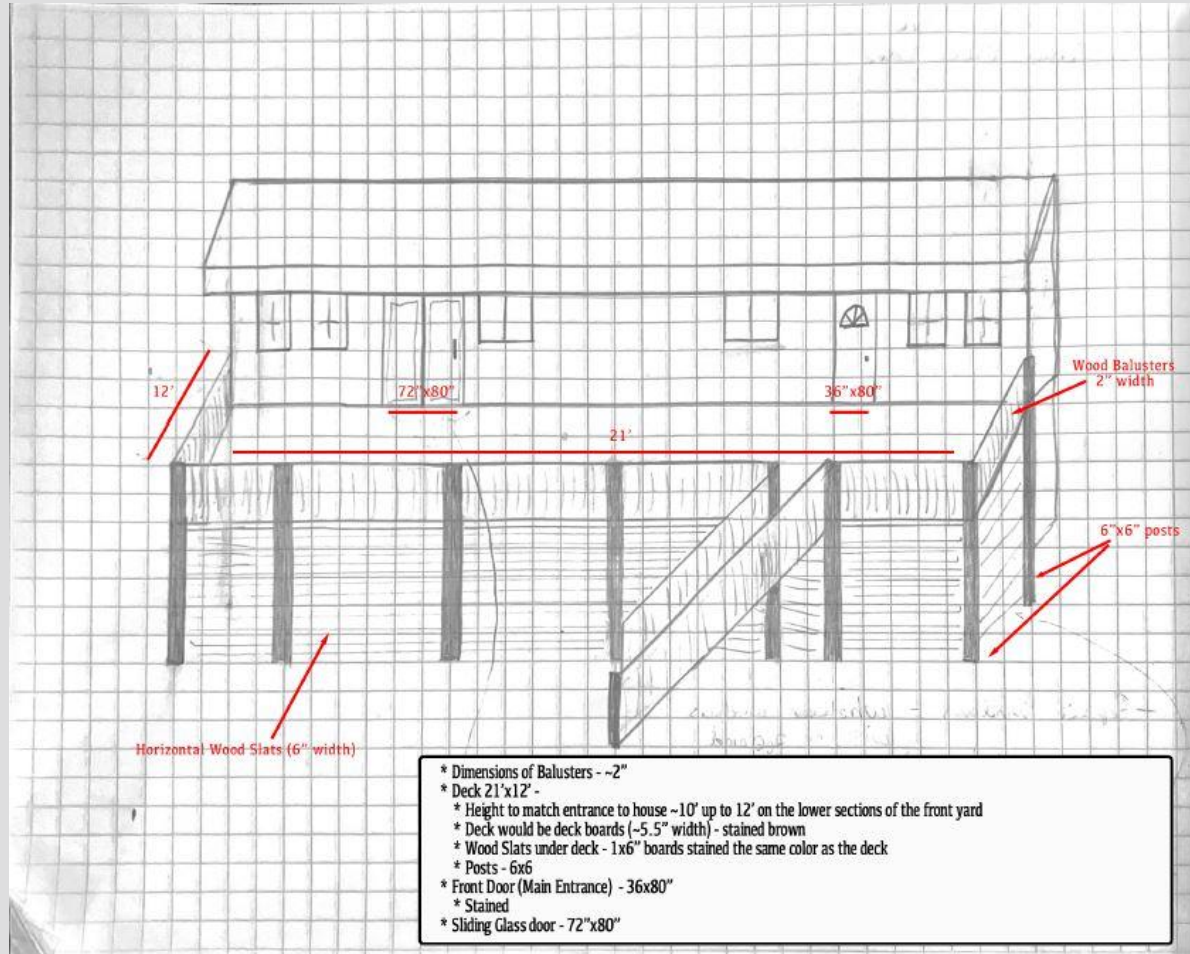 12'
72"x80"
36"x80"
Wood Balusters
2" width
21'
6"x6" posts
Horizontal Wood Slats (6" width)
* Dimensions of Balusters - ~2"
* Deck 21'x12' -
* Height to match entrance to house ~10' up to 12' on the lower sections of the front yard
* Deck would be deck boards (~5.5" width) - stained brown
* Wood Slats under deck - 1x6" boards stained the same color as the deck
* Posts - 6x6
* Front Door (Main Entrance) - 36x80"
* Stained
* Sliding Glass door - 72"x80"